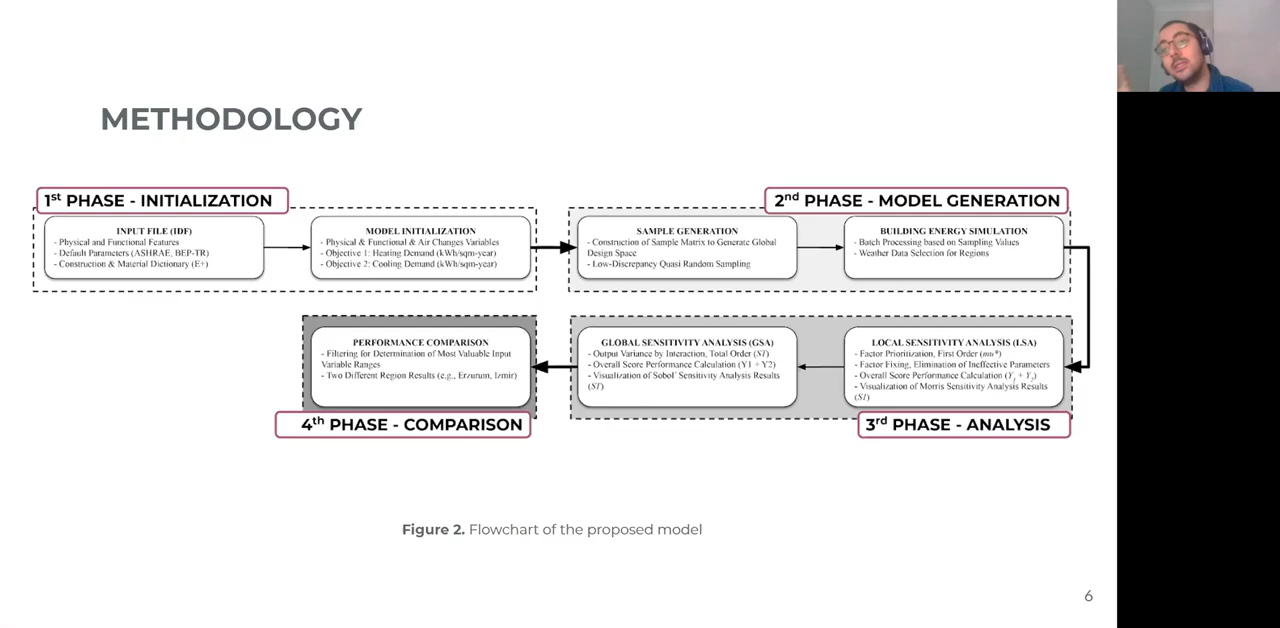 METHODOLOGY
1st PHASE - INITIALIZATION
INPUT FILE (IDF)
- Physical and Functional Features
- Default Parameters (ASHRAE, BEP-TR)
- Construction & Material Dictionary (E+)
MODEL INITIALIZATION
- Physical & Functional & Air Changes Variables
- Objective 1: Heating Demand (kWh/sqm-year)
- Objective 2: Cooling Demand (kWh/sqm-year)
2nd PHASE - MODEL GENERATION
SAMPLE GENERATION
- Construction of Sample Matrix to Generate Global
Design Space
- Low-Discrepancy Quasi Random Sampling
BUILDING ENERGY SIMULATION
- Batch Processing based on Sampling Values
- Weather Data Selection for Regions
PERFORMANCE COMPARISON
- Filtering for Determination of Most Valuable Input
Variable Ranges
- Two Different Region Results (e.g., Erzurum, Izmir)
4th PHASE - COMPARISON
GLOBAL SENSITIVITY ANALYSIS (GSA)
- Output Variance by Interaction, Total Order (ST)
- Overall Score Performance Calculation (Y1 + Y2)
- Visualization of Sobol' Sensitivity Analysis Results
(ST)
LOCAL SENSITIVITY ANALYSIS (LSA)
- Factor Prioritization, First Order (mu*)
- Factor Fixing, Elimination of Ineffective Parameters
- Overall Score Performance Calculation (Y1 + Y2)
- Visualization of Morris Sensitivity Analysis Results
(S1)
3rd PHASE - ANALYSIS
Figure 2. Flowchart of the proposed model
6